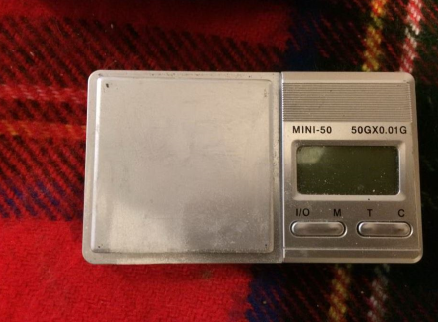 MINI-50 50GX0.01G
I/O M T C